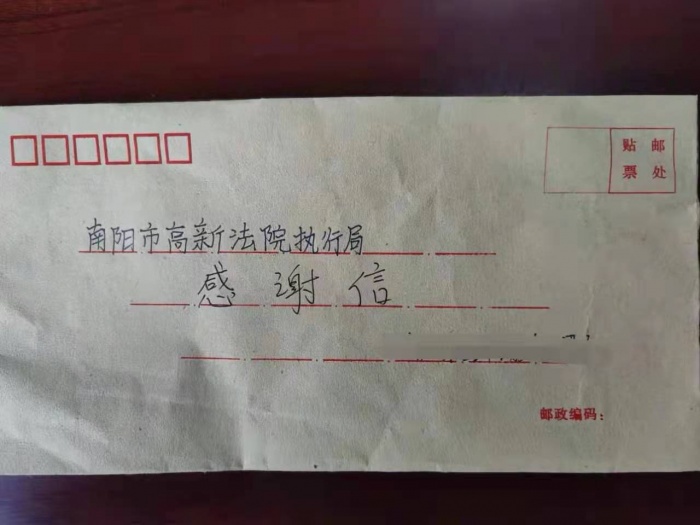 贴 邮
票 处
南阳市高新法院执行局
感谢信
邮政编码：